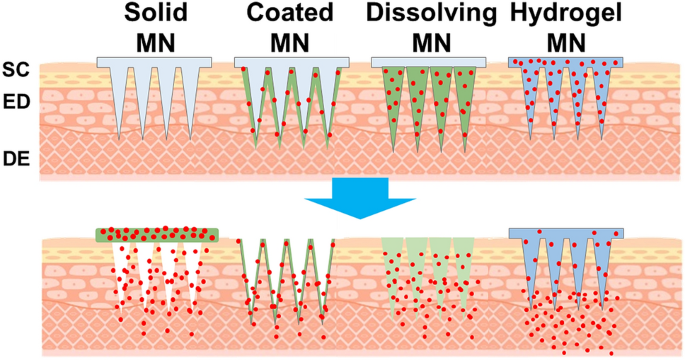 Solid
MN
Coated
MN
Dissolving
MN
Hydrogel
MN
SC
ED
DE